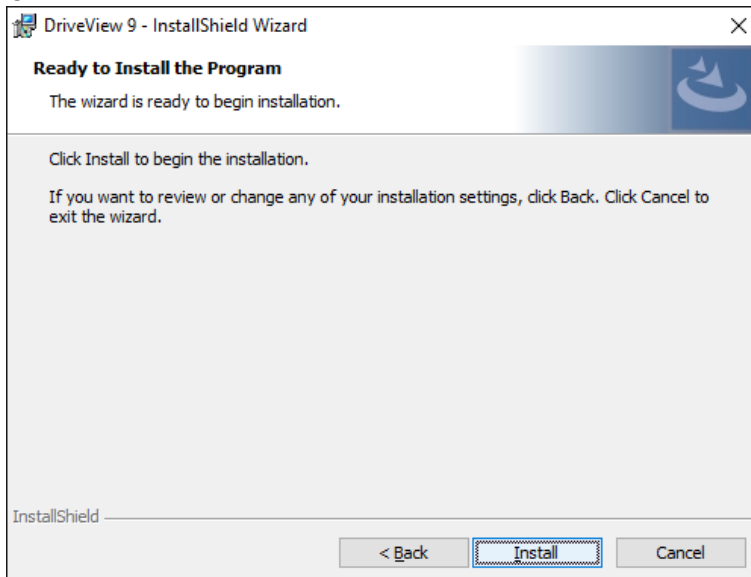 DriveView 9 - InstallShield Wizard
Ready to Install the Program
The wizard is ready to begin installation.
Click Install to begin the installation.
If you want to review or change any of your installation settings, click Back. Click Cancel to
exit the wizard.
InstallShield
< Back Install Cancel